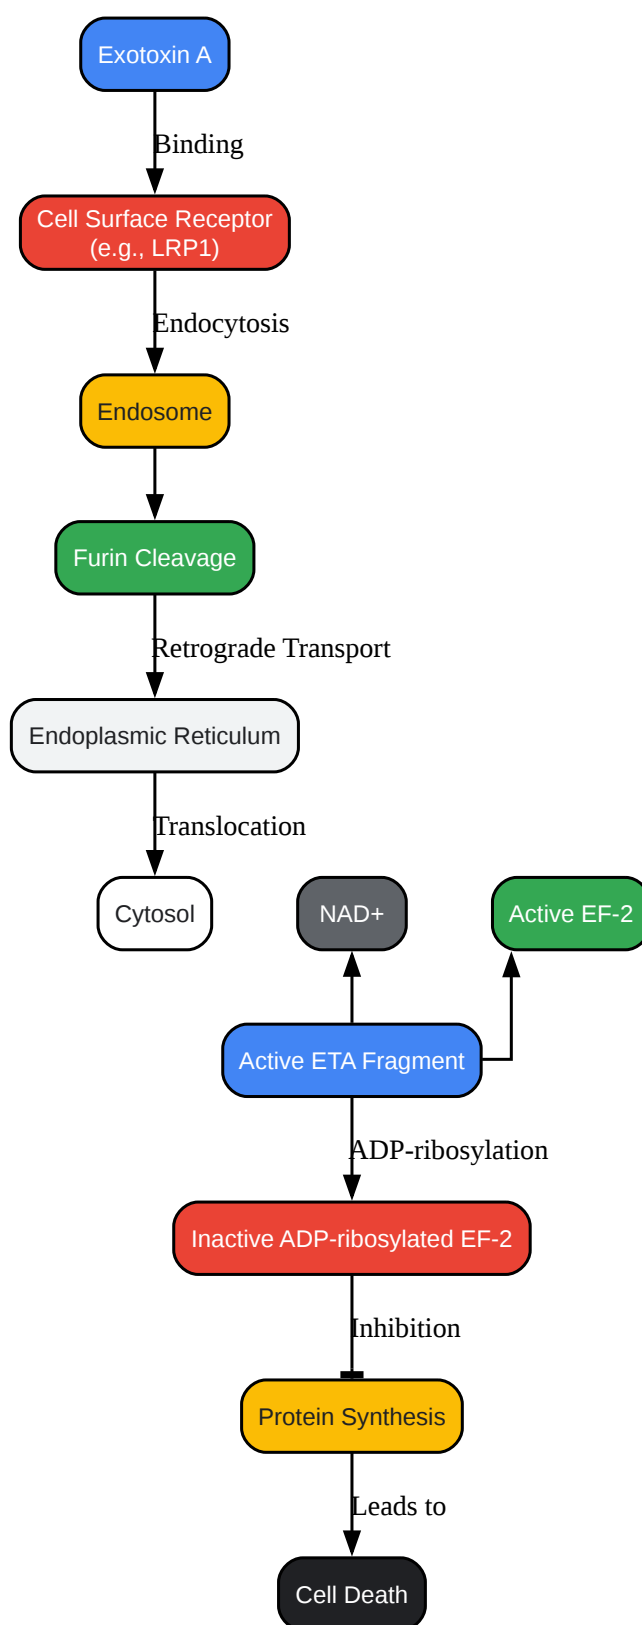 Exotoxin A
Binding
Cell Surface Receptor
(e.g., LRP1)
Endocytosis
Endosome
Furin Cleavage
Retrograde Transport
Endoplasmic Reticulum
Translocation
Cytosol
NAD+
Active EF-2
Active ETA Fragment
ADP-ribosylation
Inactive ADP-ribosylated EF-2
Inhibition
Protein Synthesis
Leads to
Cell Death